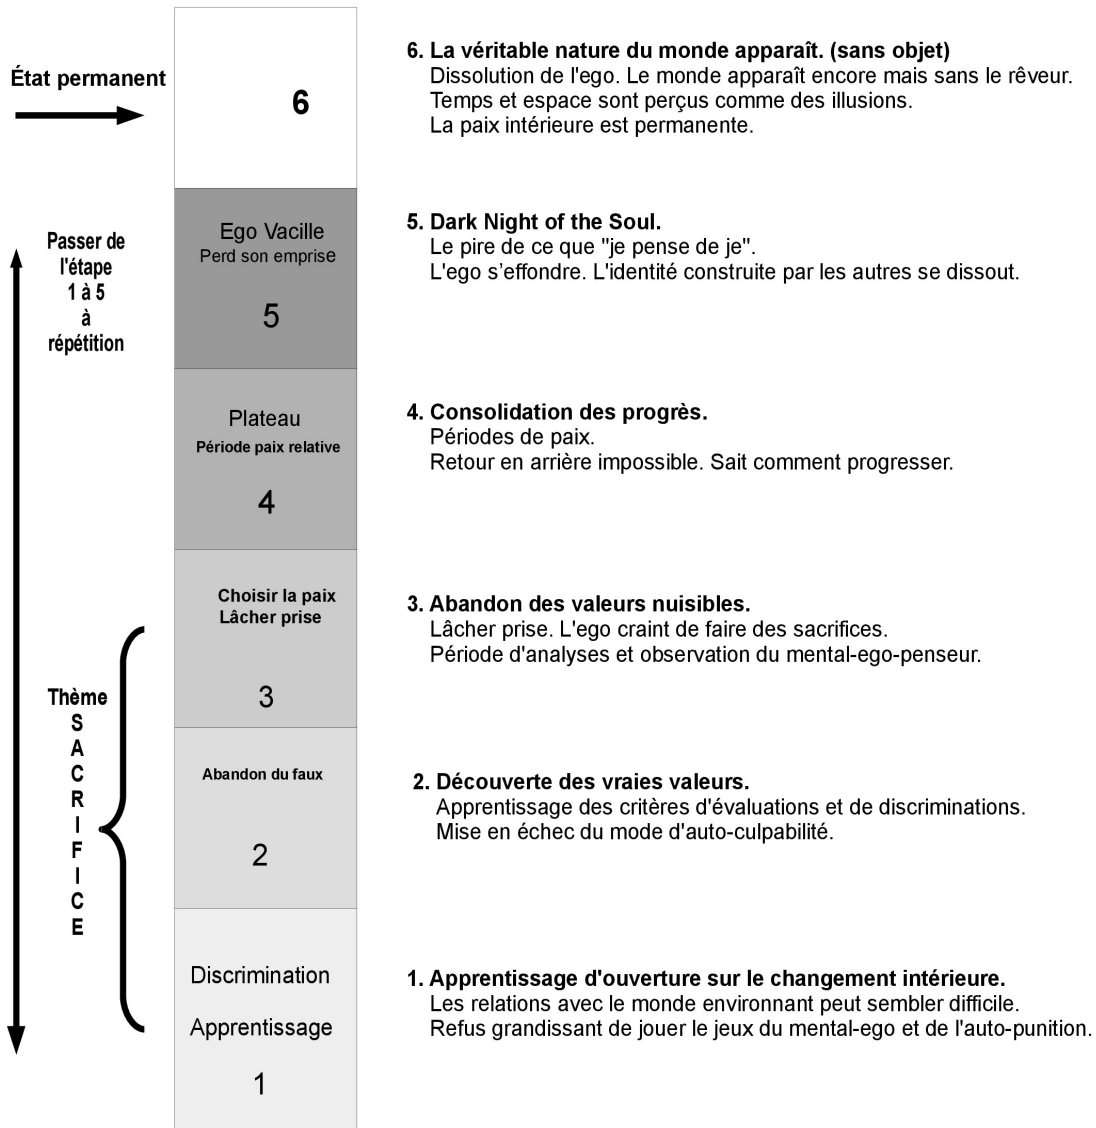 État permanent
6
6. La véritable nature du monde apparaît. (sans objet)
Dissolution de l'ego. Le monde apparaît encore mais sans le rêveur.
Temps et espace sont perçus comme des illusions.
La paix intérieure est permanente.
Passer de
l'étape
1 à 5
à
répétition
Ego Vacille
Perd son emprise
5
5. Dark Night of the Soul.
Le pire de ce que "je pense de je".
L'ego s’effondre. L'identité construite par les autres se dissout.
Plateau
Période paix relative
4
4. Consolidation des progrès.
Périodes de paix.
Retour en arrière impossible. Sait comment progresser.
Choisir la paix
Lâcher prise
3
3. Abandon des valeurs nuisibles.
Lâcher prise. L'ego craint de faire des sacrifices.
Période d'analyses et observation du mental-ego-penseur.
Thème
S
A
C
R
I
F
I
C
E
Abandon du faux
2
2. Découverte des vraies valeurs.
Apprentissage des critères d'évaluations et de discriminations.
Mise en échec du mode d'auto-culpabilité.
Discrimination
Apprentissage
1
1. Apprentissage d'ouverture sur le changement intérieure.
Les relations avec le monde environnant peut sembler difficile.
Refus grandissant de jouer le jeux du mental-ego et de l'auto-punition.